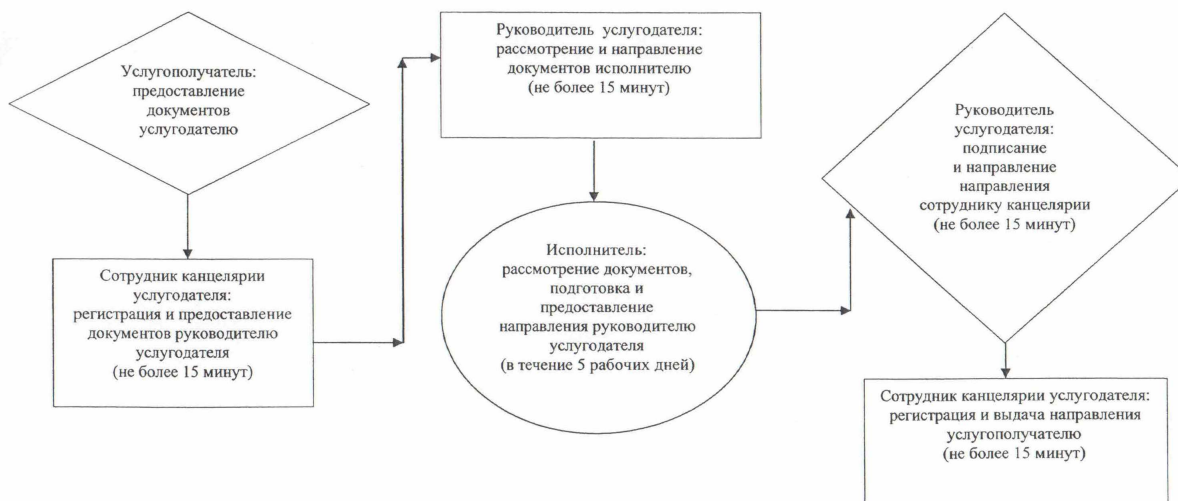 Услугополучатель:
предоставление
документов
услугодателю
Сотрудник канцелярии
услугодателя:
регистрация и предоставление
документов руководителю
услугодателя
(не более 15 минут)
Руководитель услугодателя:
рассмотрение и направление
документов исполнителю
(не более 15 минут)
Исполнитель:
рассмотрение документов,
подготовка и
предоставление
направления руководителю
услугодателя
(в течение 5 рабочих дней)
Руководитель
услугодателя:
подписание
и направление
направления
сотруднику канцелярии
(не более 15 минут)
Сотрудник канцелярии услугодателя:
регистрация и выдача направления
услугополучателю
(не более 15 минут)